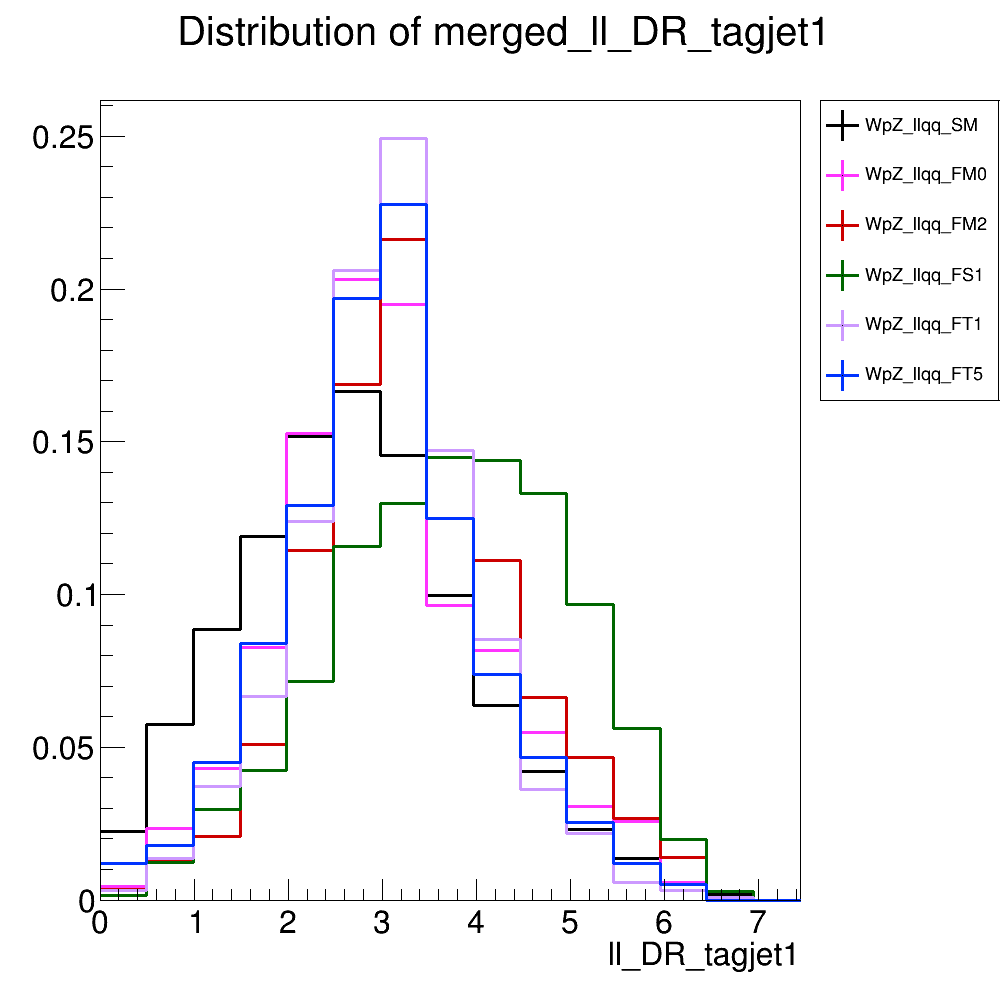 Distribution of merged_ll_DR_tagjet1
0.25
0.2
0.15
0.1
0.05
0
0 1 2 3 4 5 6 7
ll_DR_tagjet1
WpZ_llqq_SM
WpZ_llqq_FM0
WpZ_llqq_FM2
WpZ_llqq_FS1
WpZ_llqq_FT1
WpZ_llqq_FT5